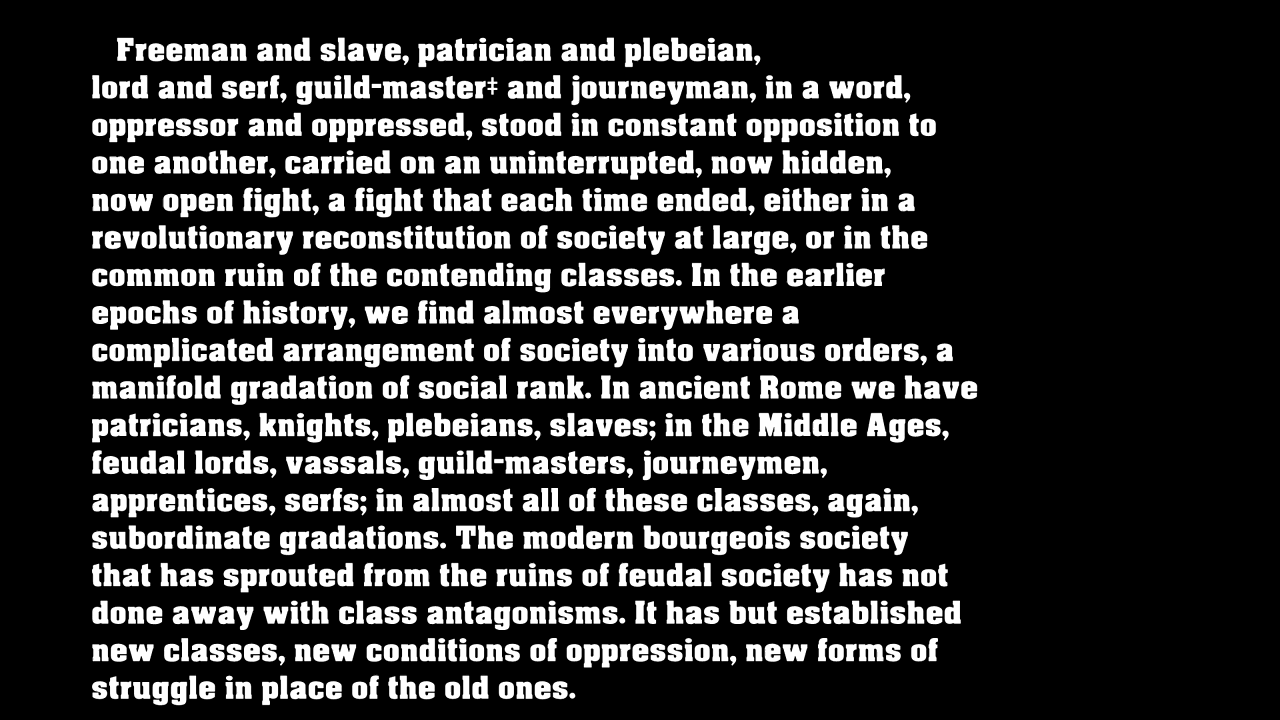 Freeman and slave, patrician and plebeian,
lord and serf, guild-master‡ and journeyman, in a word,
oppressor and oppressed, stood in constant opposition to
one another, carried on an uninterrupted, now hidden,
now open fight, a fight that each time ended, either in a
revolutionary reconstitution of society at large, or in the
common ruin of the contending classes. In the earlier
epochs of history, we find almost everywhere a
complicated arrangement of society into various orders, a
manifold gradation of social rank. In ancient Rome we have
patricians, knights, plebeians, slaves; in the Middle Ages,
feudal lords, vassals, guild-masters, journeymen,
apprentices, serfs; in almost all of these classes, again,
subordinate gradations. The modern bourgeois society
that has sprouted from the ruins of feudal society has not
done away with class antagonisms. It has but established
new classes, new conditions of oppression, new forms of
struggle in place of the old ones.